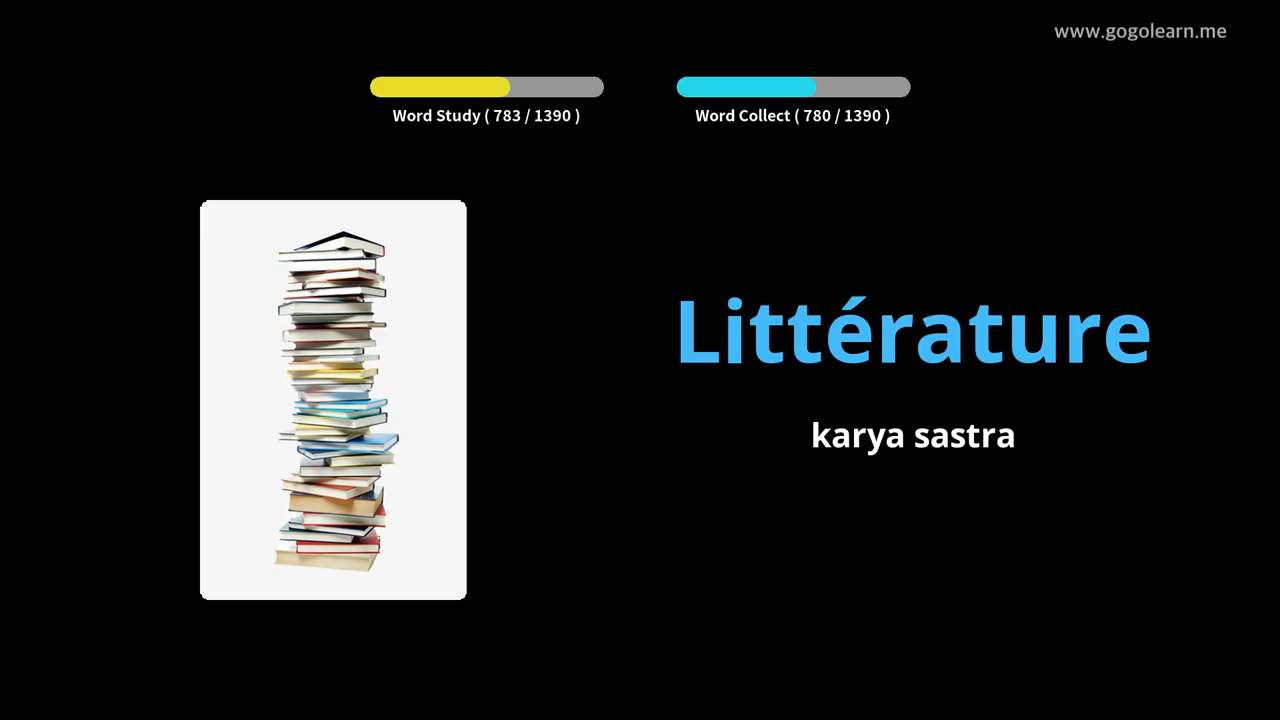 www.gogolearn.me
Word Study ( 783 / 1390 )
Word Collect ( 780 / 1390 )
Littérature
karya sastra